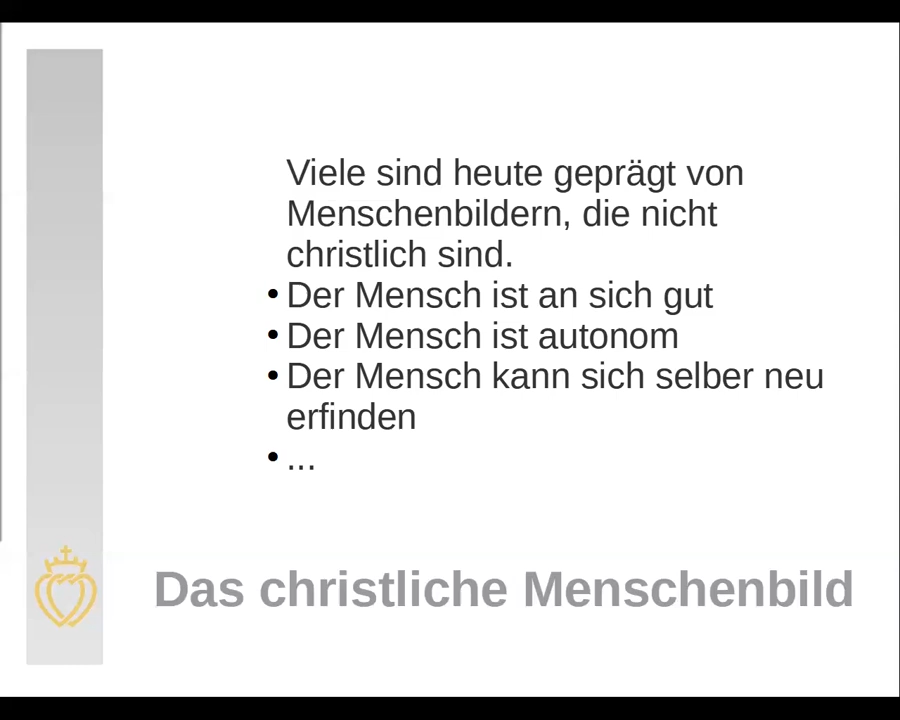 Viele sind heute geprägt von
Menschenbildern, die nicht
christlich sind.
• Der Mensch ist an sich gut
• Der Mensch ist autonom
• Der Mensch kann sich selber neu
erfinden
• ...
Das christliche Menschenbild